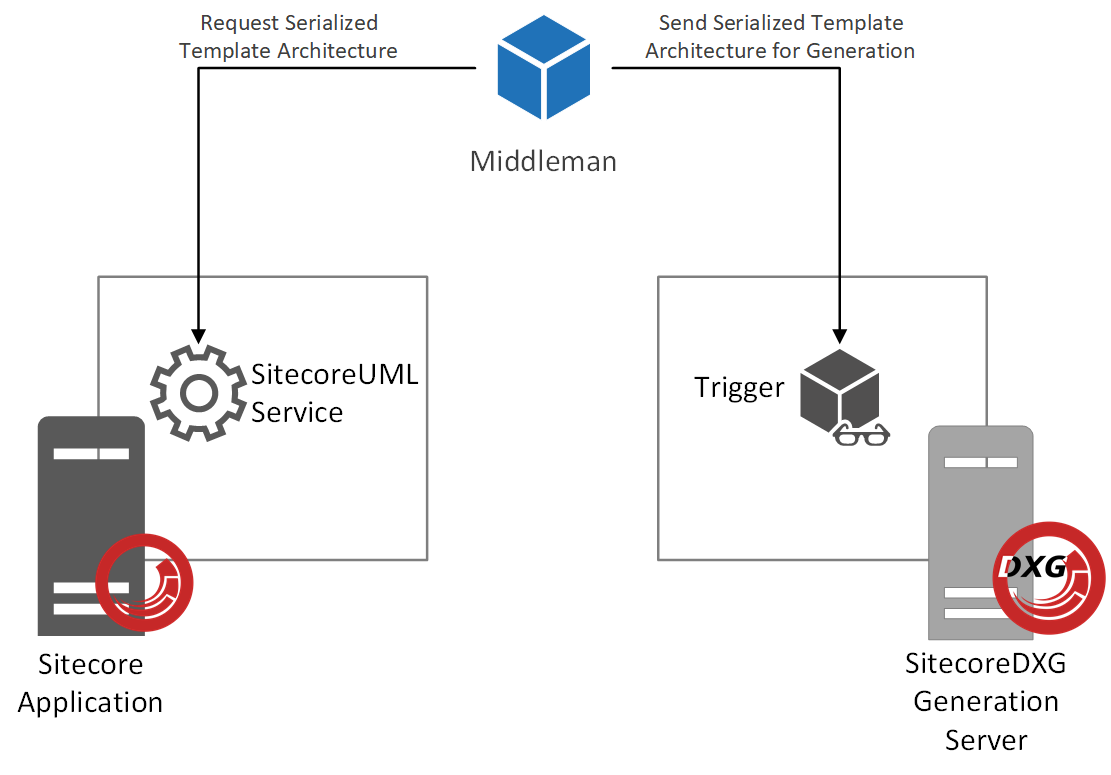 Request Serialized
Template Architecture
Send Serialized Template
Architecture for Generation
Middleman
SitecoreUML
Service
Trigger
DXG
Sitecore
Application
SitecoreDXG
Generation
Server